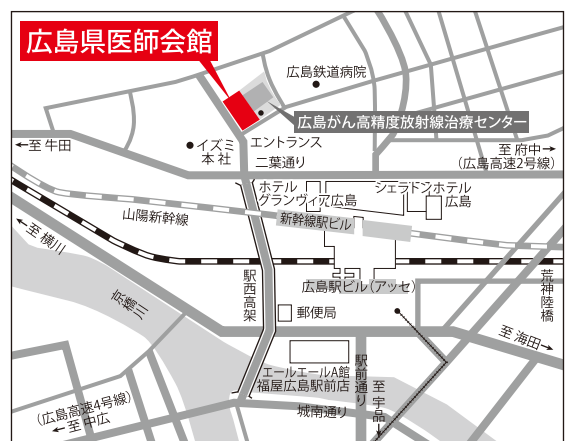 広島県医師会館
広島鉄道病院
広島がん高精度放射線治療センター
エントランス
←至 牛田
イズミ
本 社
二葉通り
至 府中→
（広島高速2号線）
ホテル
グランヴィア広島
シェラドンホテル
広島
山陽新幹線
新幹線駅ビル
←至 横川
駅西高架
広島駅ビル（アッセ）
荒神陸橋
京橋川
郵便局
至 海田→
エールエールA館
福屋広島駅前店
駅前通り
至 宇品→
（広島高速4号線）
←至 中広
城南通り